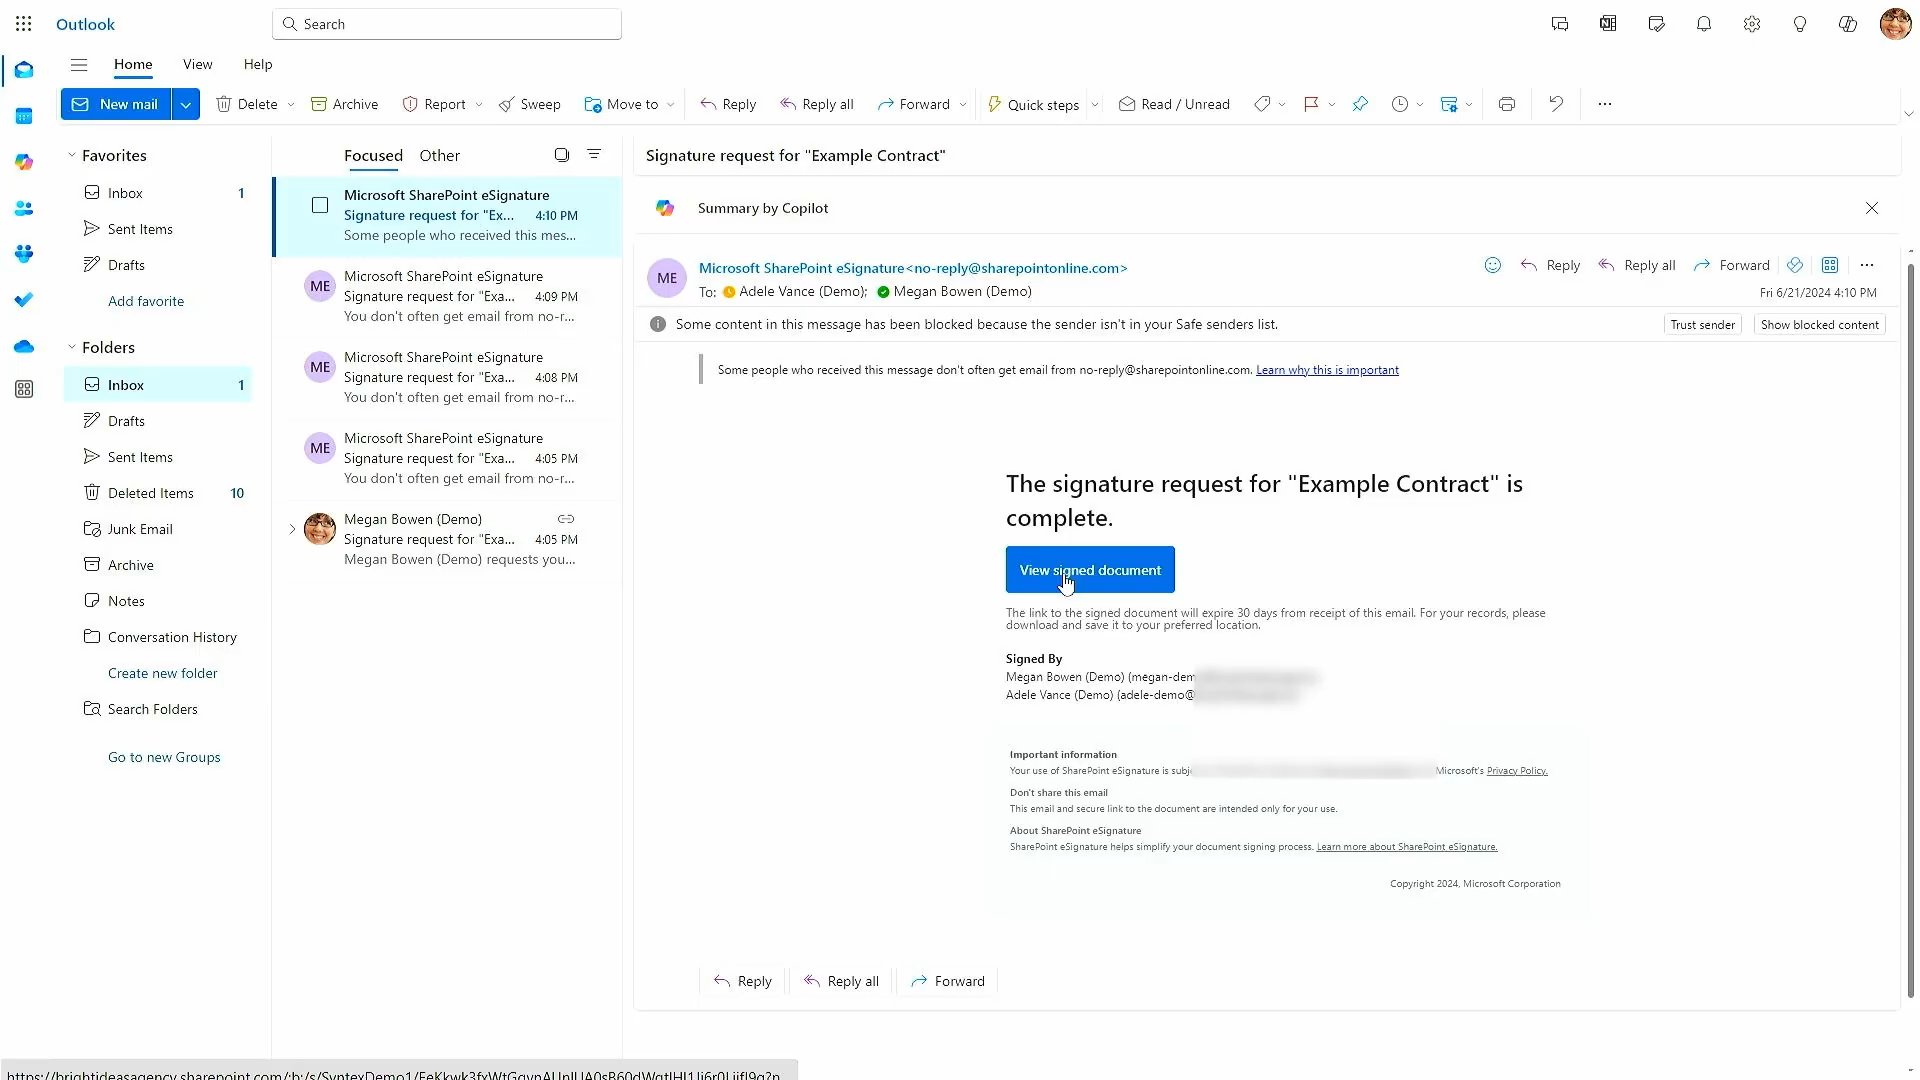 Outlook
Search
Home View Help
New mail Delete Archive Report Sweep Move to Reply Reply all Forward Quick steps Read / Unread
Favorites
Inbox 1
Sent Items
Drafts
Add favorite
Folders
Inbox 1
Drafts
Sent Items
Deleted Items 10
Junk Email
Archive
Notes
Conversation History
Create new folder
Search Folders
Go to new Groups
Focused Other
Microsoft SharePoint eSignature
Signature request for "Ex... 4:10 PM
Some people who received this mes...
ME
Microsoft SharePoint eSignature
Signature request for "Exa... 4:09 PM
You don't often get email from no-r...
ME
Microsoft SharePoint eSignature
Signature request for "Exa... 4:08 PM
You don't often get email from no-r...
ME
Microsoft SharePoint eSignature
Signature request for "Exa... 4:05 PM
You don't often get email from no-r...
Megan Bowen (Demo)
Signature request for "Exa... 4:05 PM
Megan Bowen (Demo) requests you...
Signature request for "Example Contract"
Summary by Copilot
ME
Microsoft SharePoint eSignature<no-reply@sharepointonline.com>
Reply Reply all Forward
To: Adele Vance (Demo); Megan Bowen (Demo)
Fri 6/21/2024 4:10 PM
Some content in this message has been blocked because the sender isn't in your Safe senders list.
Trust sender Show blocked content
Some people who received this message don't often get email from no-reply@sharepointonline.com. Learn why this is important
The signature request for "Example Contract" is
complete.
View signed document
The link to the signed document will expire 30 days from receipt of this email. For your records, please
download and save it to your preferred location.
Signed By
Megan Bowen (Demo) (megan-dem
Adele Vance (Demo) (adele-demo@
Important information
Your use of SharePoint eSignature is subj Microsoft's Privacy Policy.
Don't share this email
This email and secure link to the document are intended only for your use.
About SharePoint eSignature
SharePoint eSignature helps simplify your document signing process. Learn more about SharePoint eSignature.
Copyright 2024, Microsoft Corporation
Reply Reply all Forward